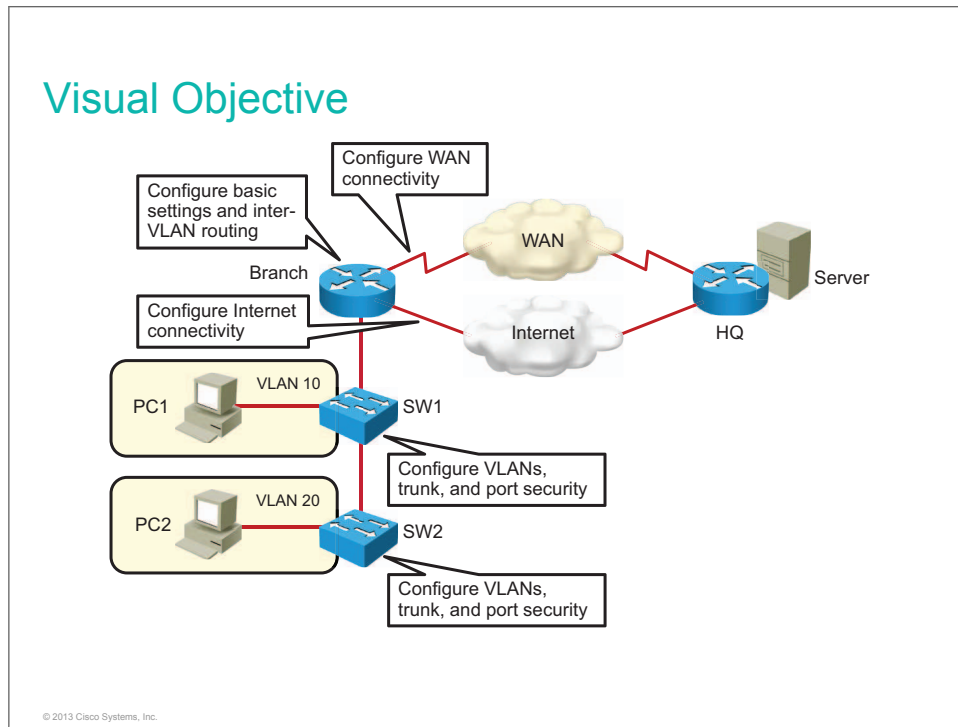 Visual Objective
Configure WAN
connectivity
Configure basic
settings and inter-
VLAN routing
WAN
Branch
Server
Configure Internet
connectivity
Internet
HQ
VLAN 10
PC1
SW1
Configure VLANs,
trunk, and port security
VLAN 20
PC2
SW2
Configure VLANs,
trunk, and port security
© 2013 Cisco Systems, Inc.